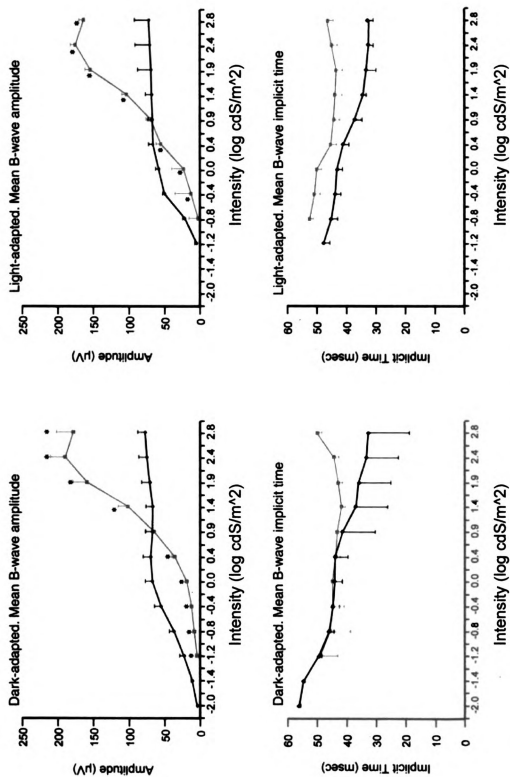 Dark-adapted. Mean B-wave amplitude
250
200
150
100
50
0
Amplitude (µV)
-2.0 -1.4 -1.2 -0.8 -0.4 0.0 0.4 0.9 1.4 1.9 2.4 2.8
Intensity (log cdS/m^2)
Light-adapted. Mean B-wave amplitude
250
200
150
100
50
0
Amplitude (µV)
-2.0 -1.4 -1.2 -0.8 -0.4 0.0 0.4 0.9 1.4 1.9 2.4 2.8
Intensity (log cdS/m^2)
Dark-adapted. Mean B-wave implicit time
60
50
40
30
20
10
0
Implicit Time (msec)
-2.0 -1.4 -1.2 -0.8 -0.4 0.0 0.4 0.9 1.4 1.9 2.4 2.8
Intensity (log cdS/m^2)
Light-adapted. Mean B-wave implicit time
60
50
40
30
20
10
0
Implicit Time (msec)
-2.0 -1.4 -1.2 -0.8 -0.4 0.0 0.4 0.9 1.4 1.9 2.4 2.8
Intensity (log cdS/m^2)